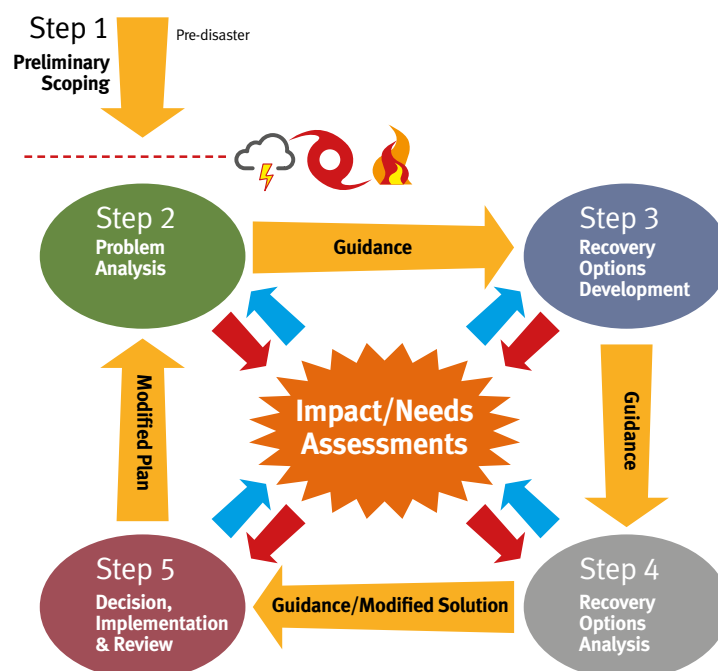 Step 1
Pre-disaster
Preliminary
Scoping
Step 2
Problem
Analysis
Guidance
Step 3
Recovery
Options
Development
Impact/Needs
Assessments
Modified Plan
Guidance
Step 5
Decision,
Implementation
& Review
Guidance/Modified Solution
Step 4
Recovery
Options
Analysis